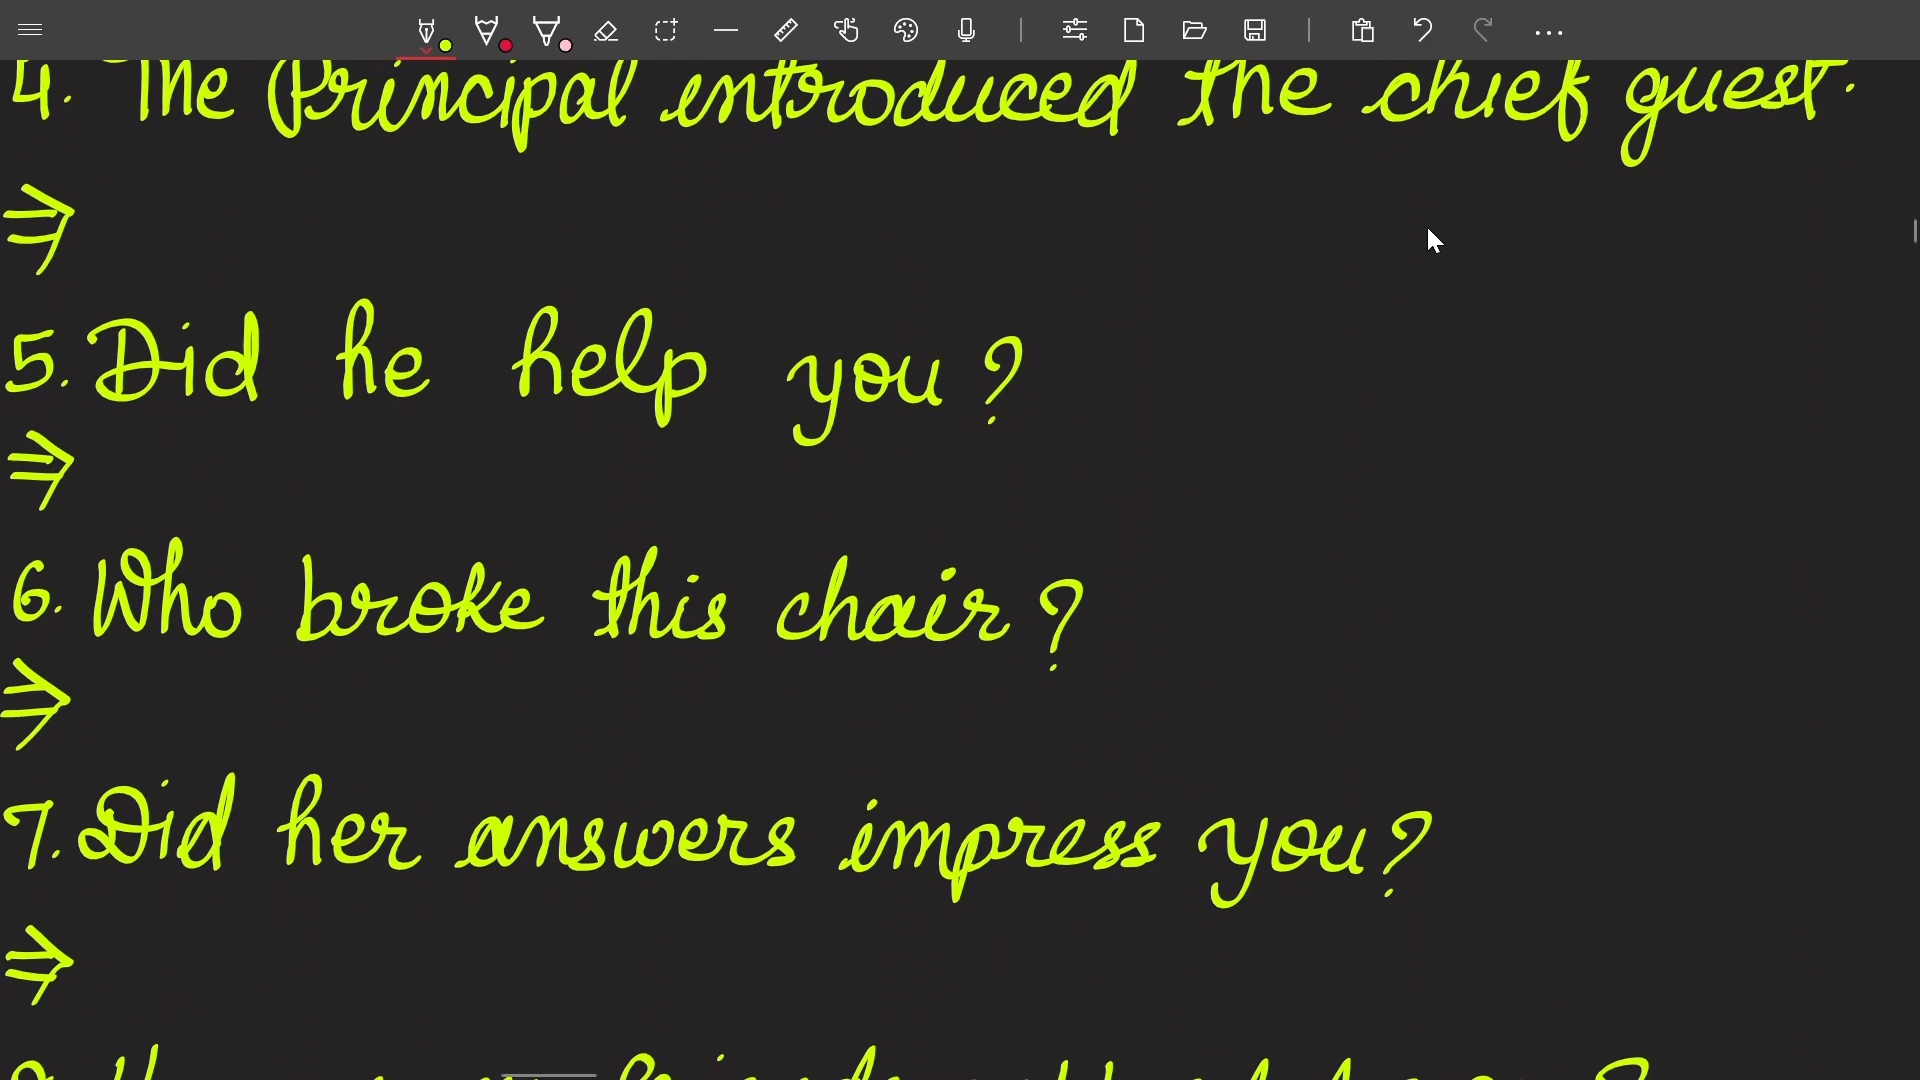 4. The Principal introduced the chief guest.
⇒
5. Did he help you?
⇒
6. Who broke this chair?
⇒
7. Did her answers impress you?
⇒